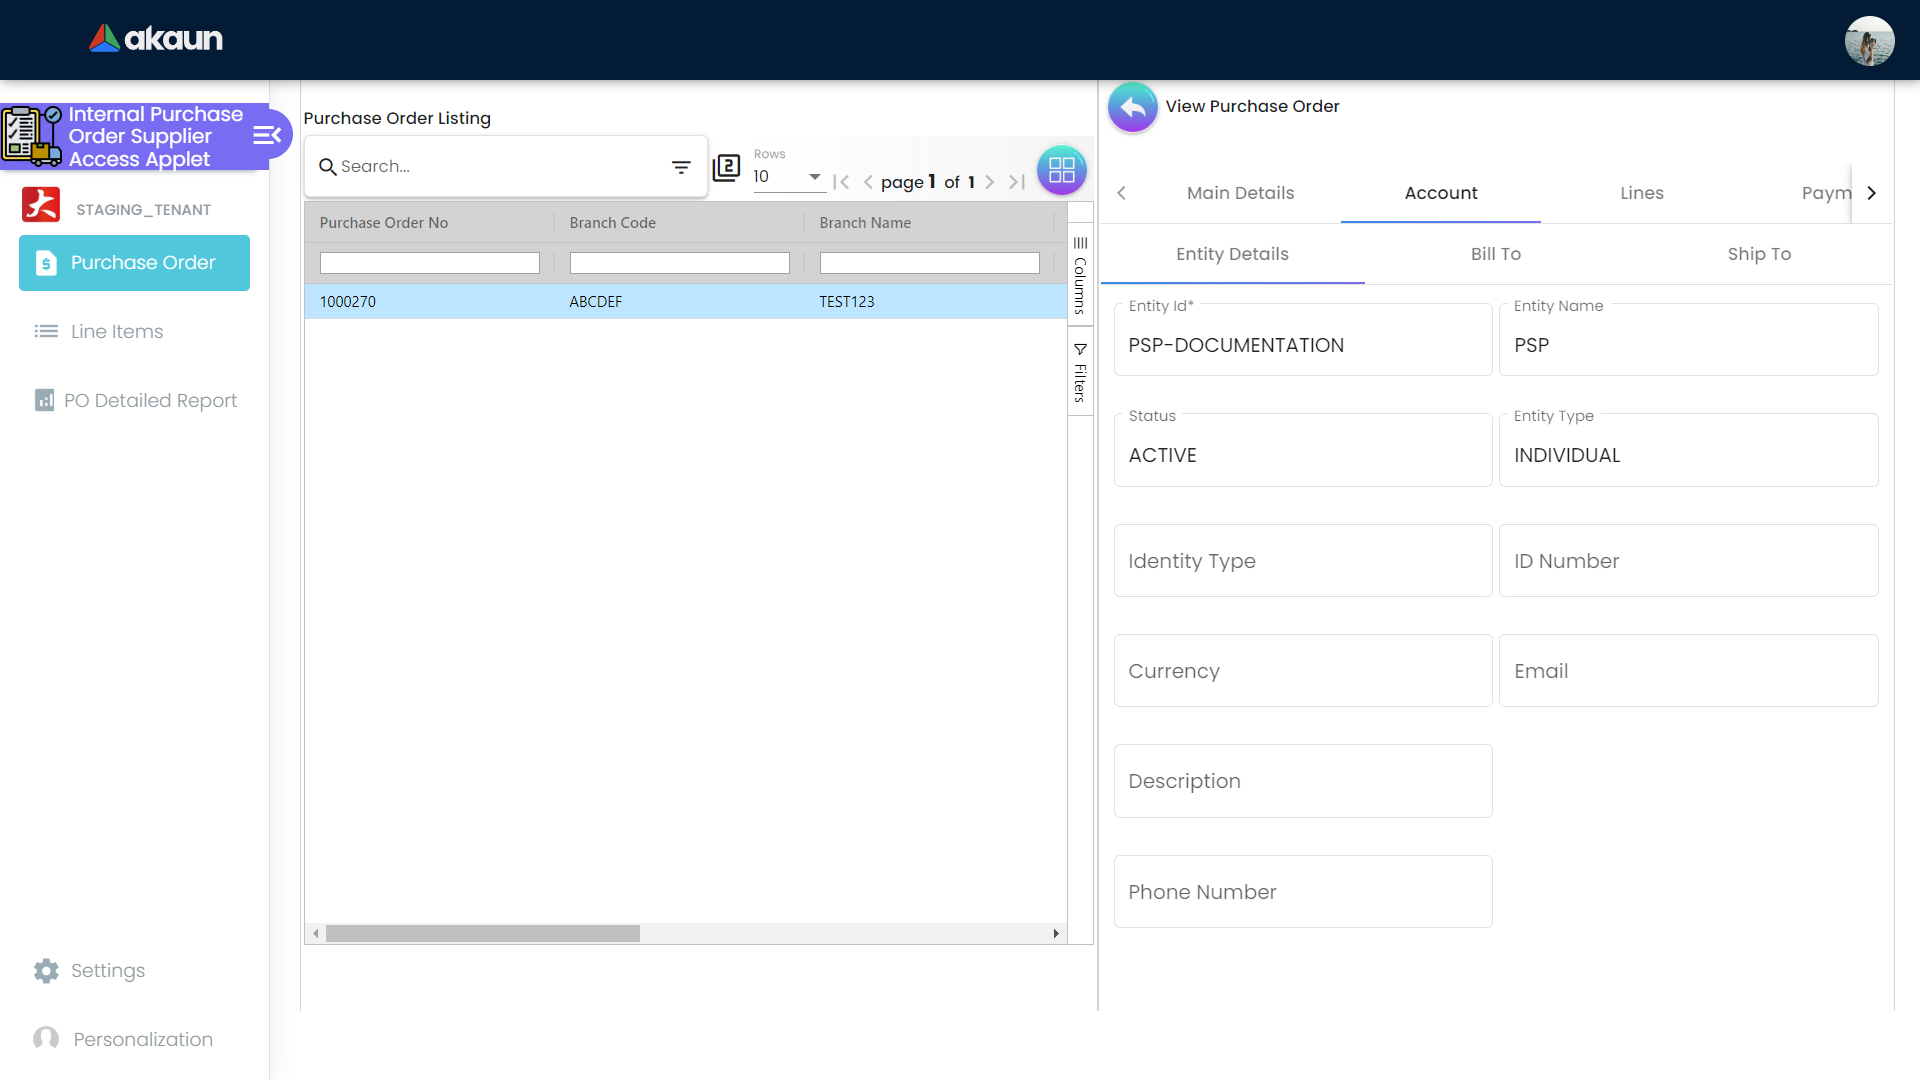 akaun
Internal Purchase
Order Supplier
Access Applet
STAGING_TENANT
Purchase Order
Line Items
PO Detailed Report
Settings
Personalization
Purchase Order Listing
Search...
2
Rows
10
page 1 of 1
Purchase Order No
Branch Code
Branch Name
1000270
ABCDEF
TEST123
Columns
Filters
View Purchase Order
Main Details
Account
Lines
Paym
Entity Details
Bill To
Ship To
Entity Id*
PSP-DOCUMENTATION
Entity Name
PSP
Status
ACTIVE
Entity Type
INDIVIDUAL
Identity Type
ID Number
Currency
Email
Description
Phone Number